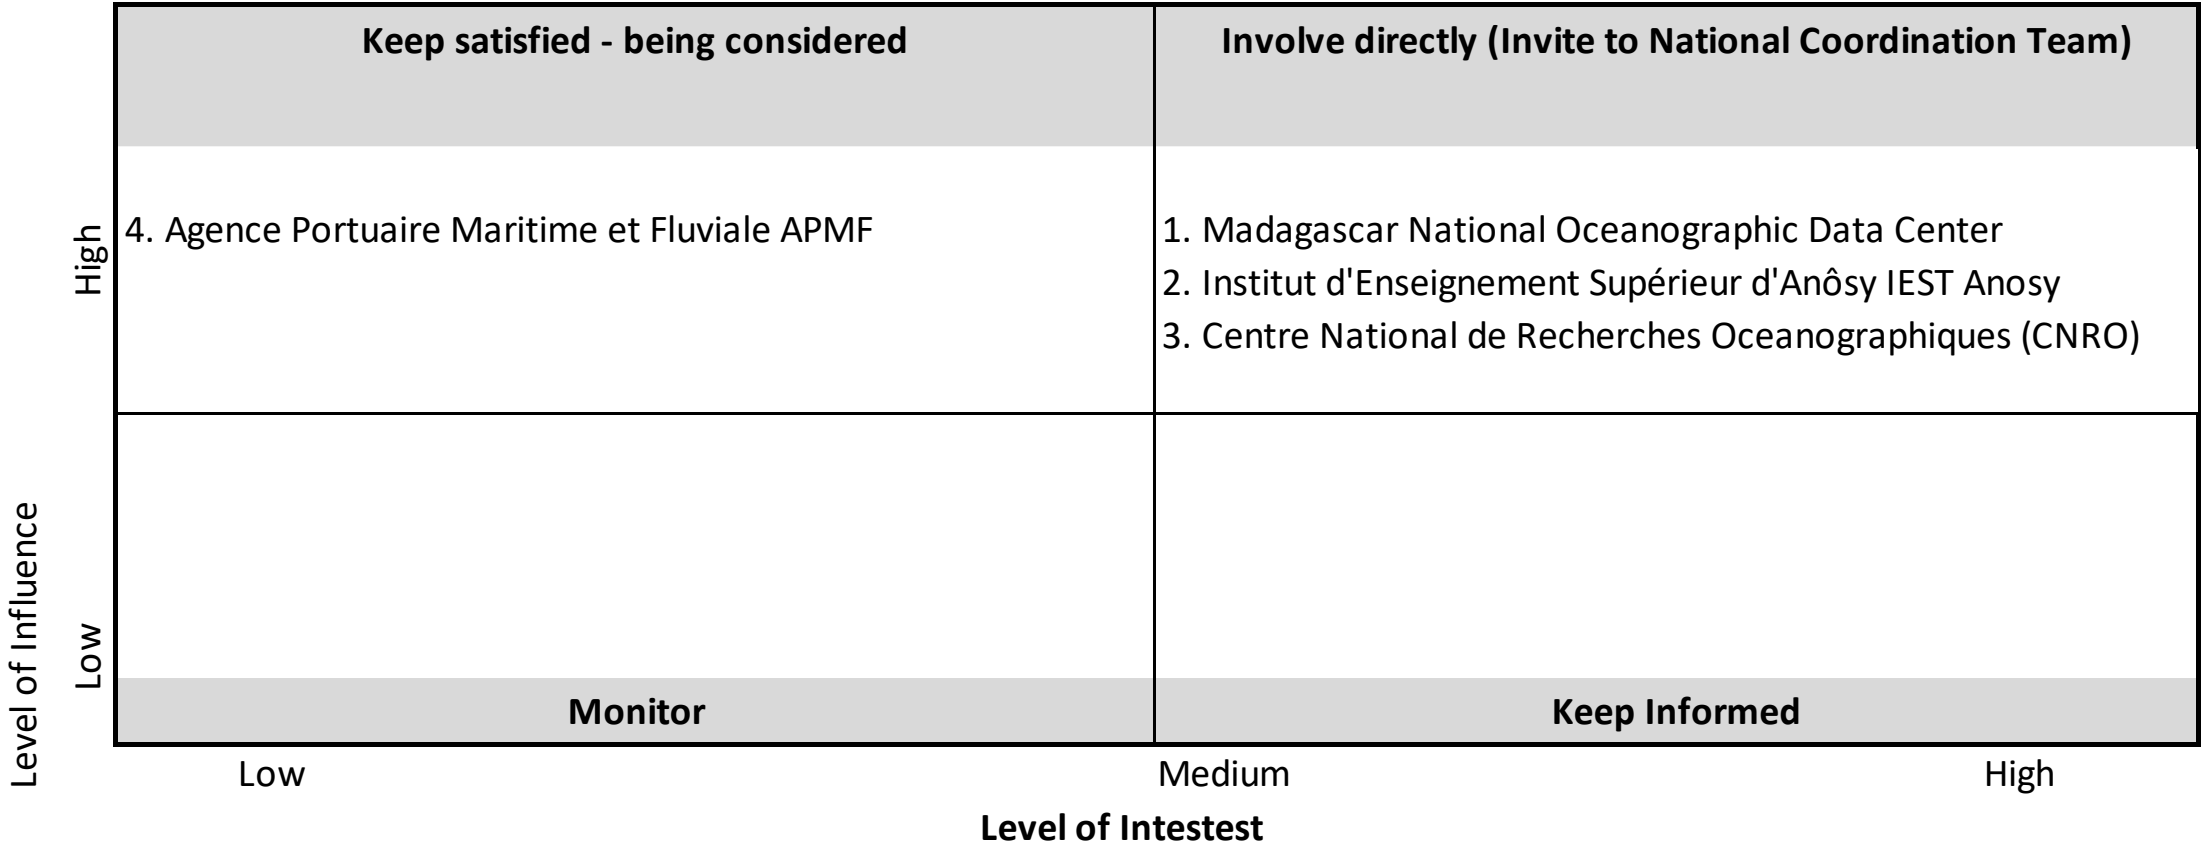 Keep satisfied - being considered
Involve directly (Invite to National Coordination Team)
High
4. Agence Portuaire Maritime et Fluviale APMF
1. Madagascar National Oceanographic Data Center
2. Institut d'Enseignement Supérieur d'Anôsy IEST Anosy
3. Centre National de Recherches Oceanographiques (CNRO)
Level of Influence
Low
Monitor
Keep Informed
Low
Medium
High
Level of Intestest